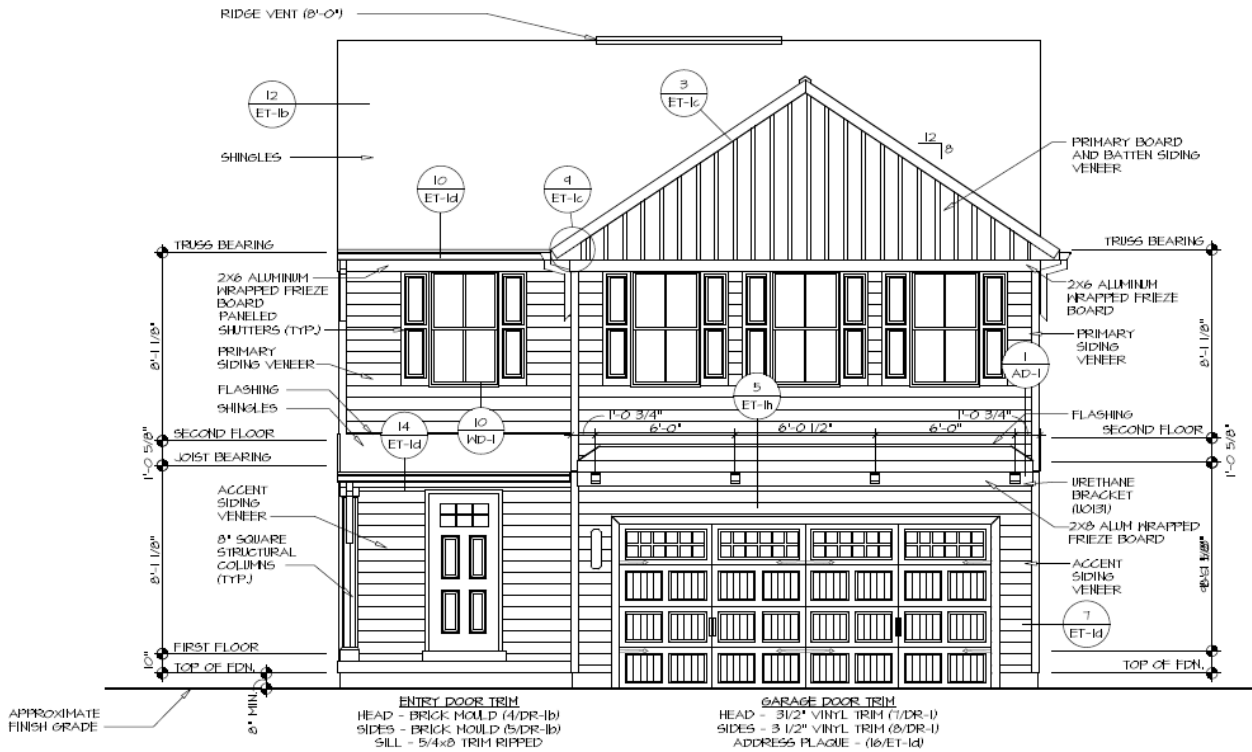 RIDGE VENT (8'-0")
12
ET-1b
3
ET-1c
12
8
PRIMARY BOARD
AND BATTEN SIDING
VENEER
SHINGLES
10
ET-1d
9
ET-1c
TRUSS BEARING
TRUSS BEARING
2X6 ALUMINUM
WRAPPED FRIEZE
BOARD
PANELED
SHUTTERS (TYP.)
2X6 ALUMINUM
WRAPPED FRIEZE
BOARD
8'-1 1/8"
8'-1 1/8"
PRIMARY
SIDING VENEER
PRIMARY
SIDING
VENEER
1
AD-1
5
ET-1h
FLASHING
SHINGLES
14
ET-1d
10
WD-1
1'-0 3/4"
6'-0"
6'-0 1/2"
6'-0"
1'-0 3/4"
FLASHING
SECOND FLOOR
SECOND FLOOR
1'-0 5/8"
1'-0 5/8"
JOIST BEARING
ACCENT
SIDING
VENEER
URETHANE
BRACKET
(UO131)
2X8 ALUM WRAPPED
FRIEZE BOARD
8" SQUARE
STRUCTURAL
COLUMNS
(TYP.)
8'-1 1/8"
ACCENT
SIDING
VENEER
7
ET-1d
FIRST FLOOR
10"
TOP OF FDN.
TOP OF FDN.
8" MIN.
APPROXIMATE
FINISH GRADE
ENTRY DOOR TRIM
HEAD - BRICK MOULD (4/DR-1b)
SIDES - BRICK MOULD (5/DR-1b)
SILL - 5/4x8 TRIM RIPPED
GARAGE DOOR TRIM
HEAD - 31/2" VINYL TRIM (7/DR-1)
SIDES - 3 1/2" VINYL TRIM (8/DR-1)
ADDRESS PLAQUE - (16/ET-1d)